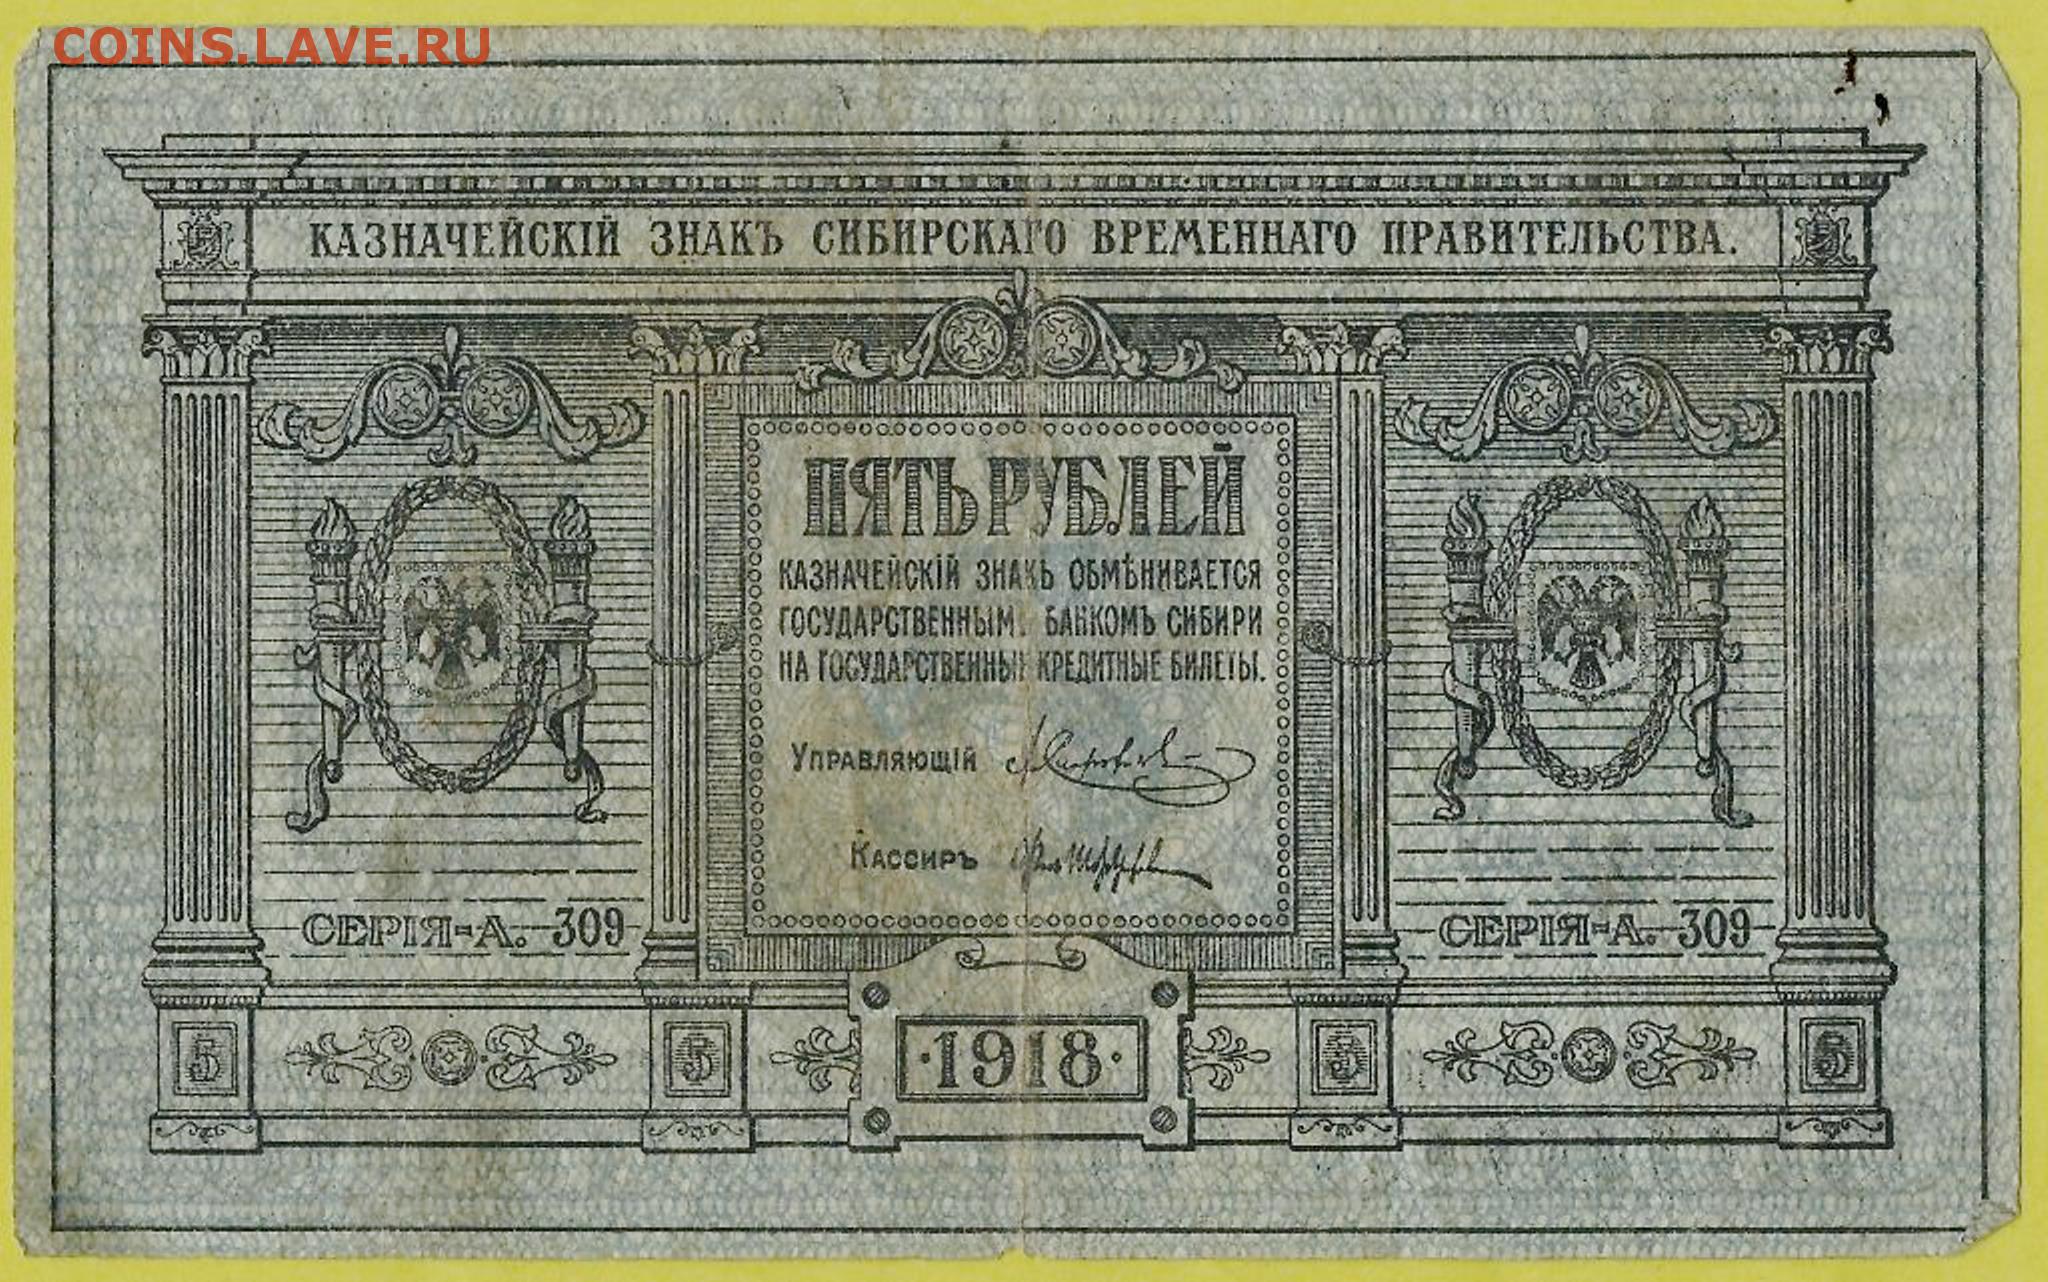 COINS.LAVE.RU
КАЗНАЧЕЙСКІЙ ЗНАКЪ СИБИРСКАГО ВРЕМЕННАГО ПРАВИТЕЛЬСТВА.
ПЯТЬ РУБЛЕЙ
КАЗНАЧЕЙСКІЙ ЗНАКЪ ОБМѢНИВАЕТСЯ
ГОСУДАРСТВЕННЫМЪ БАНКОМЪ СИБИРИ
НА ГОСУДАРСТВЕННЫЕ КРЕДИТНЫЕ БИЛЕТЫ.
УПРАВЛЯЮЩІЙ
КАССИРЪ
СЕРІЯ-А. 309
СЕРІЯ-А. 309
5 5 ·1918· 5 5